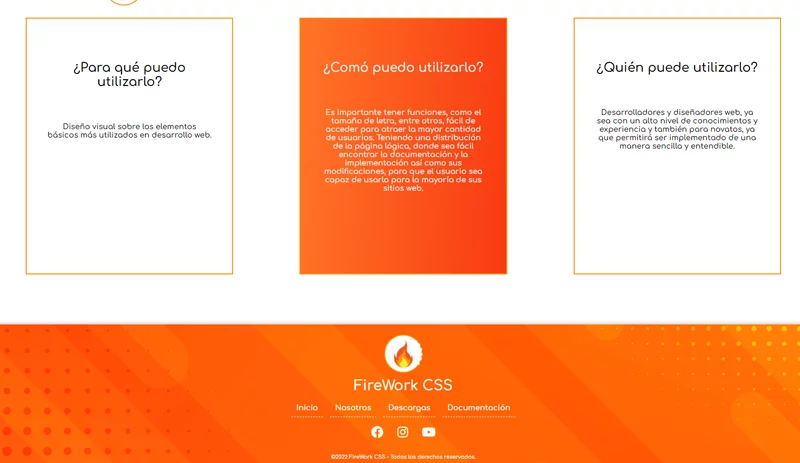 ¿Para qué puedo
utilizarlo?
Diseño visual sobre los elementos
básicos más utilizados en desarrollo web.
¿Comó puedo utilizarlo?
Es importante tener funciones, como el
tamaño de letra, entre otros, fácil de
acceder para atraer la mayor cantidad
de usuarios. Teniendo una distribución
de la página lógica, donde sea fácil
encontrar la documentación y la
implementación así como sus
modificaciones, para que el usuario sea
capaz de usarlo para la mayoría de sus
sitios web.
¿Quién puede utilizarlo?
Desarrolladores y diseñadores web, ya
sea con un alto nivel de conocimientos y
experiencia y también para novatos, ya
que permitirá ser implementado de una
manera sencilla y entendible.
FireWork CSS
Inicio Nosotros Descargas Documentación
©2022 FireWork CSS - Todos los derechos reservados.